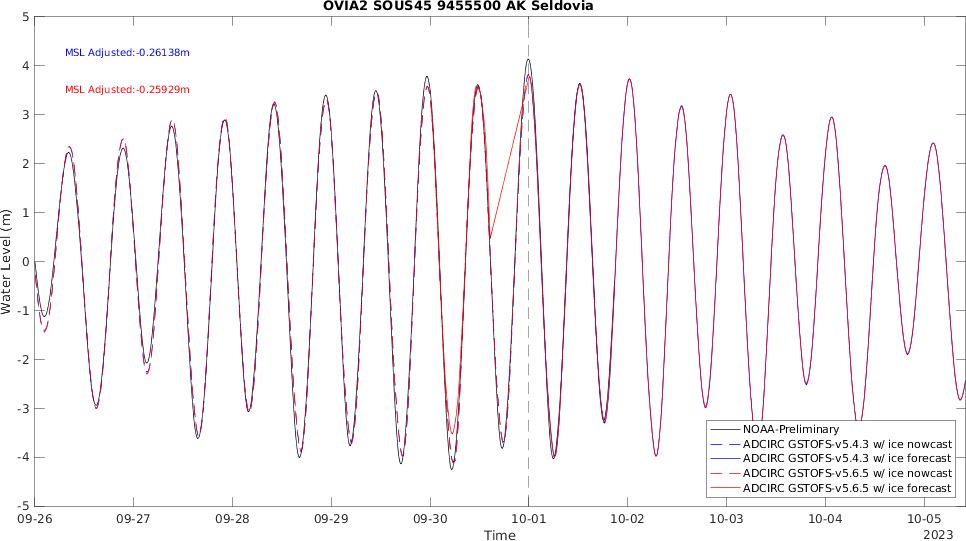 OVIA2 SOUS45 9455500 AK Seldovia
MSL Adjusted:-0.26138m
MSL Adjusted:-0.25929m
Water Level (m)
5
4
3
2
1
0
-1
-2
-3
-4
-5
NOAA-Preliminary
ADCIRC GSTOFS-v5.4.3 w/ ice nowcast
ADCIRC GSTOFS-v5.4.3 w/ ice forecast
ADCIRC GSTOFS-v5.6.5 w/ ice nowcast
ADCIRC GSTOFS-v5.6.5 w/ ice forecast
09-26 09-27 09-28 09-29 09-30 10-01 10-02 10-03 10-04 10-05
Time
2023